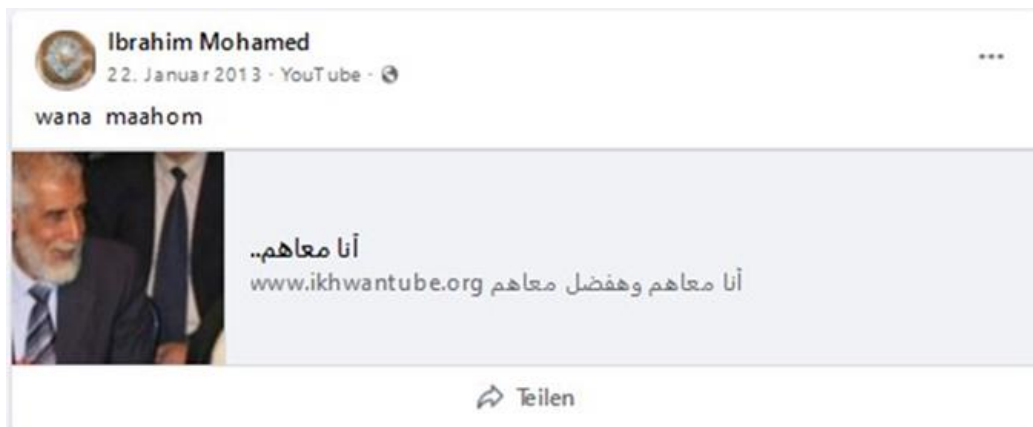 Ibrahim Mohamed
22. Januar 2013 · YouTube ·
wana maahom
أنا معاهم..
أنا معاهم وهفضل معاهم www.ikhwantube.org
Teilen